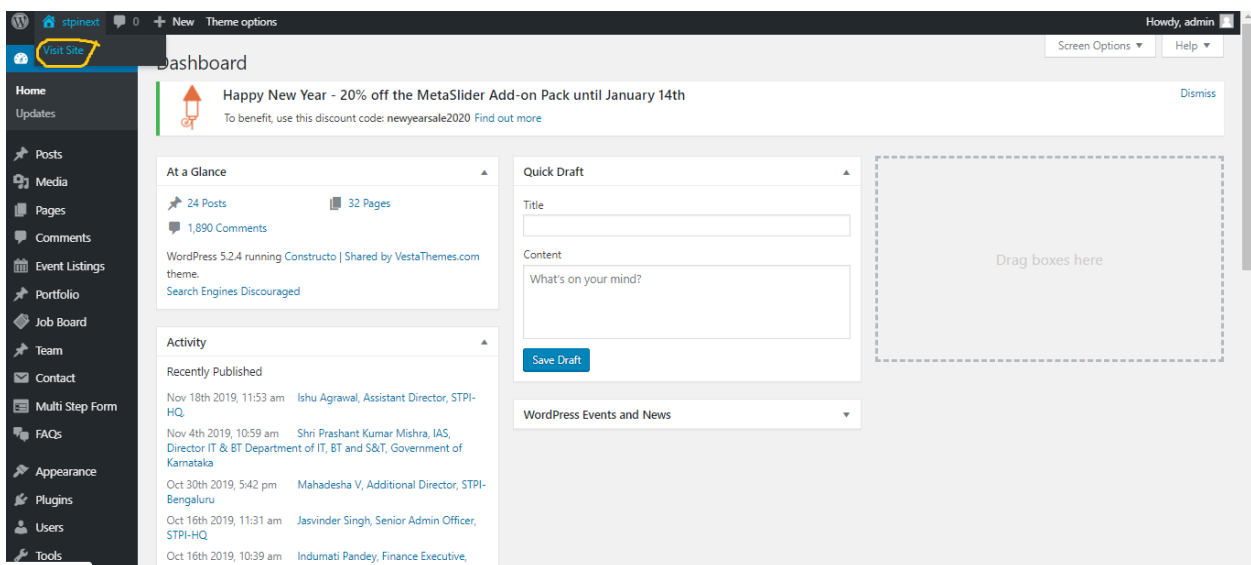 stpinext 0 New Theme options Howdy, admin
Visit Site
Screen Options Help
Dashboard
Home
Updates
Posts
Media
Pages
Comments
Event Listings
Portfolio
Job Board
Team
Contact
Multi Step Form
FAQs
Appearance
Plugins
Users
Tools
Happy New Year - 20% off the MetaSlider Add-on Pack until January 14th
Dismiss
To benefit, use this discount code: newyearsale2020 Find out more
At a Glance
24 Posts 32 Pages
1,890 Comments
WordPress 5.2.4 running Constructo | Shared by VestaThemes.com
theme.
Search Engines Discouraged
Activity
Recently Published
Nov 18th 2019, 11:53 am Ishu Agrawal, Assistant Director, STPI-
HQ.
Nov 4th 2019, 10:59 am Shri Prashant Kumar Mishra, IAS,
Director IT & BT Department of IT, BT and S&T, Government of
Karnataka
Oct 30th 2019, 5:42 pm Mahadesha V, Additional Director, STPI-
Bengaluru
Oct 16th 2019, 11:31 am Jasvinder Singh, Senior Admin Officer,
STPI-HQ
Oct 16th 2019, 10:39 am Indumati Pandey, Finance Executive,
Quick Draft
Title
Content
What's on your mind?
Save Draft
WordPress Events and News
Drag boxes here